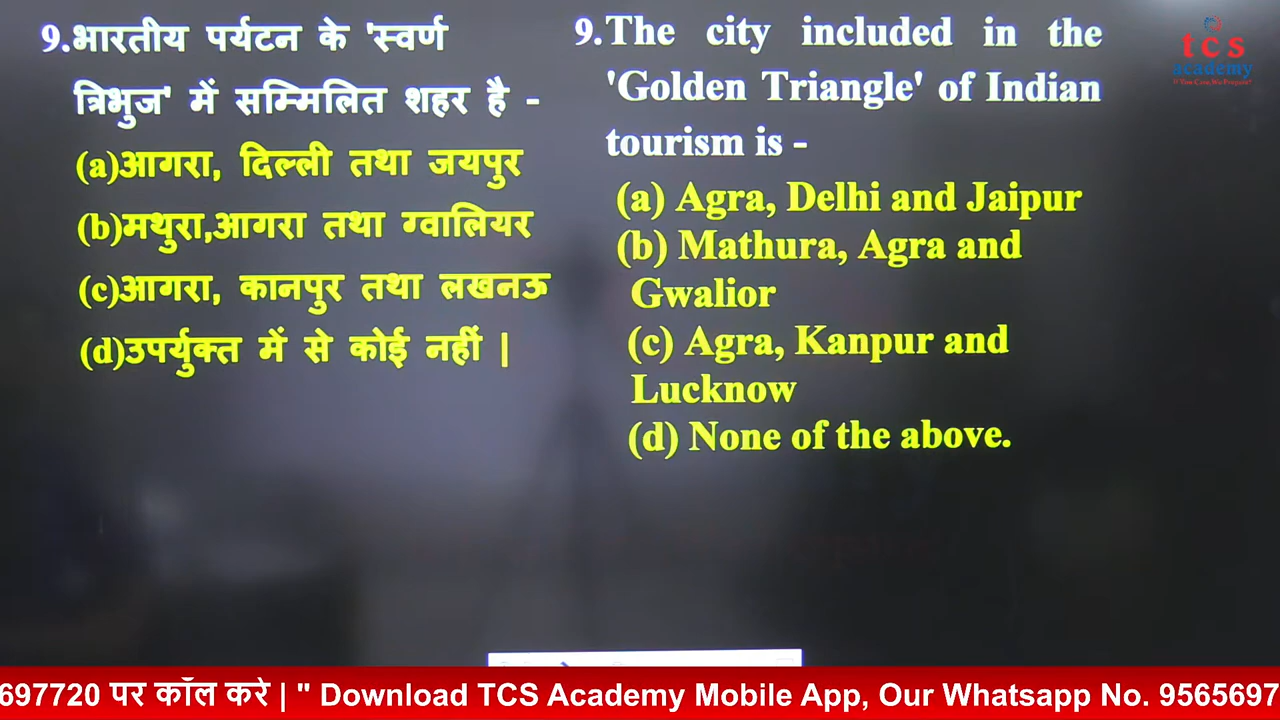 9.भारतीय पर्यटन के 'स्वर्ण
त्रिभुज' में सम्मिलित शहर है -
(a)आगरा, दिल्ली तथा जयपुर
(b)मथुरा,आगरा तथा ग्वालियर
(c)आगरा, कानपुर तथा लखनऊ
(d)उपर्युक्त में से कोई नहीं |
9.The city included in the
'Golden Triangle' of Indian
tourism is -
(a) Agra, Delhi and Jaipur
(b) Mathura, Agra and
Gwalior
(c) Agra, Kanpur and
Lucknow
(d) None of the above.
tcs
academy
697720 पर कॉल करे | " Download TCS Academy Mobile App, Our Whatsapp No. 9565697